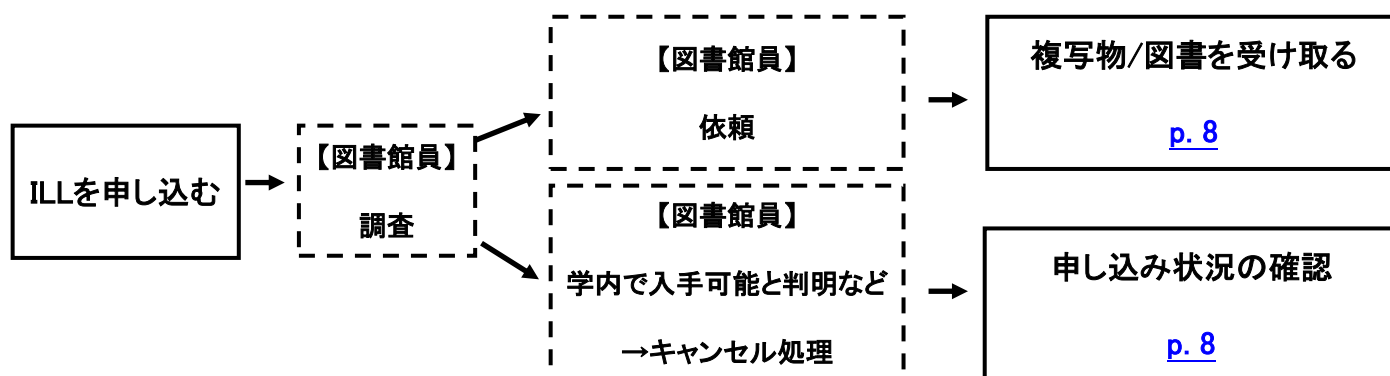 ILLを申し込む
【図書館員】
調査
【図書館員】
依頼
【図書館員】
学内で入手可能と判明など
→キャンセル処理
複写物/図書を受け取る
p. 8
申し込み状況の確認
p. 8